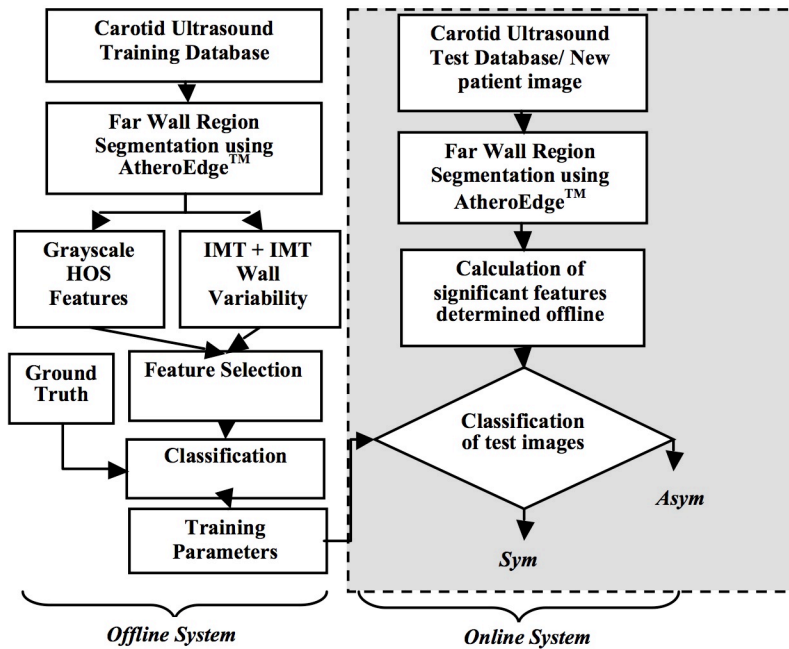 Carotid Ultrasound
Training Database
Far Wall Region
Segmentation using
AtheroEdge™
Grayscale
HOS
Features
IMT + IMT
Wall
Variability
Ground
Truth
Feature Selection
Classification
Training
Parameters
Offline System
Carotid Ultrasound
Test Database/ New
patient image
Far Wall Region
Segmentation using
AtheroEdge™
Calculation of
significant features
determined offline
Classification
of test images
Asym
Sym
Online System